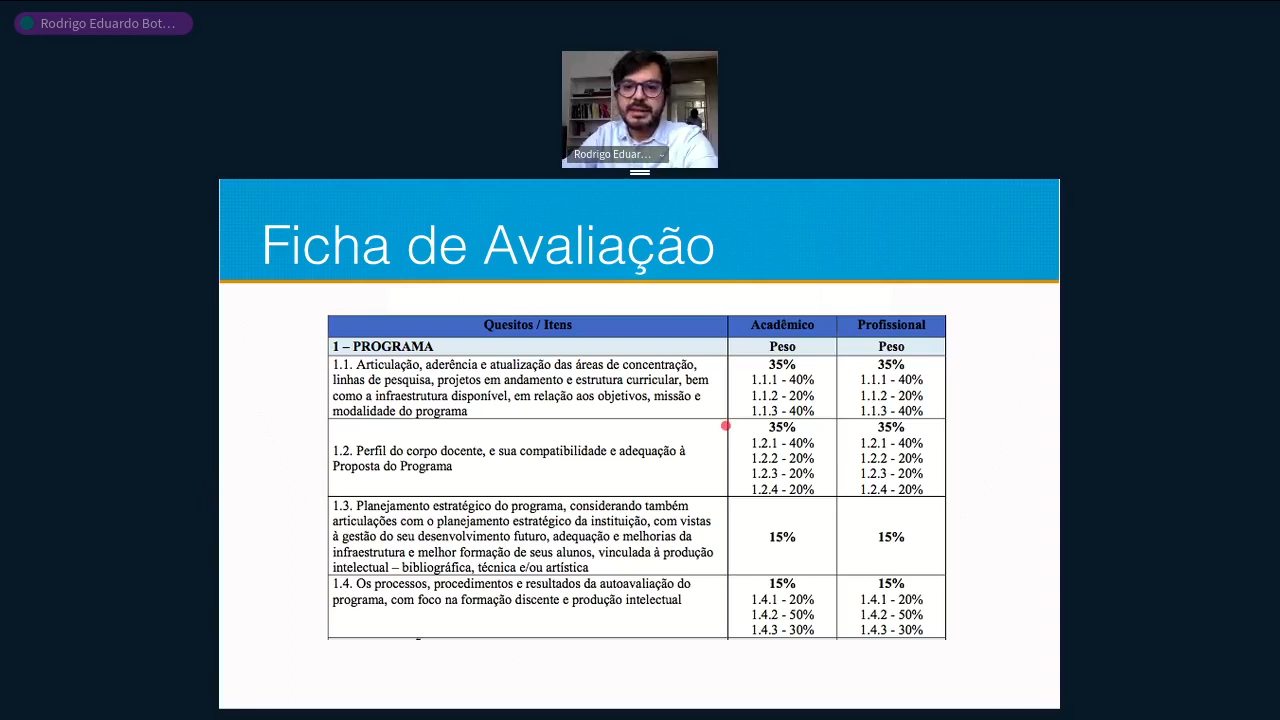 Rodrigo Eduardo Bot…
Rodrigo Eduar…
Ficha de Avaliação
Quesitos / Itens Acadêmico Profissional
1 – PROGRAMA Peso Peso
1.1. Articulação, aderência e atualização das áreas de concentração,
linhas de pesquisa, projetos em andamento e estrutura curricular, bem
como a infraestrutura disponível, em relação aos objetivos, missão e
modalidade do programa
35%
1.1.1 - 40%
1.1.2 - 20%
1.1.3 - 40%
35%
1.1.1 - 40%
1.1.2 - 20%
1.1.3 - 40%
1.2. Perfil do corpo docente, e sua compatibilidade e adequação à
Proposta do Programa
35%
1.2.1 - 40%
1.2.2 - 20%
1.2.3 - 20%
1.2.4 - 20%
35%
1.2.1 - 40%
1.2.2 - 20%
1.2.3 - 20%
1.2.4 - 20%
1.3. Planejamento estratégico do programa, considerando também
articulações com o planejamento estratégico da instituição, com vistas
à gestão do seu desenvolvimento futuro, adequação e melhorias da
infraestrutura e melhor formação de seus alunos, vinculada à produção
intelectual – bibliográfica, técnica e/ou artística
15%
15%
1.4. Os processos, procedimentos e resultados da autoavaliação do
programa, com foco na formação discente e produção intelectual
15%
1.4.1 - 20%
1.4.2 - 50%
1.4.3 - 30%
15%
1.4.1 - 20%
1.4.2 - 50%
1.4.3 - 30%